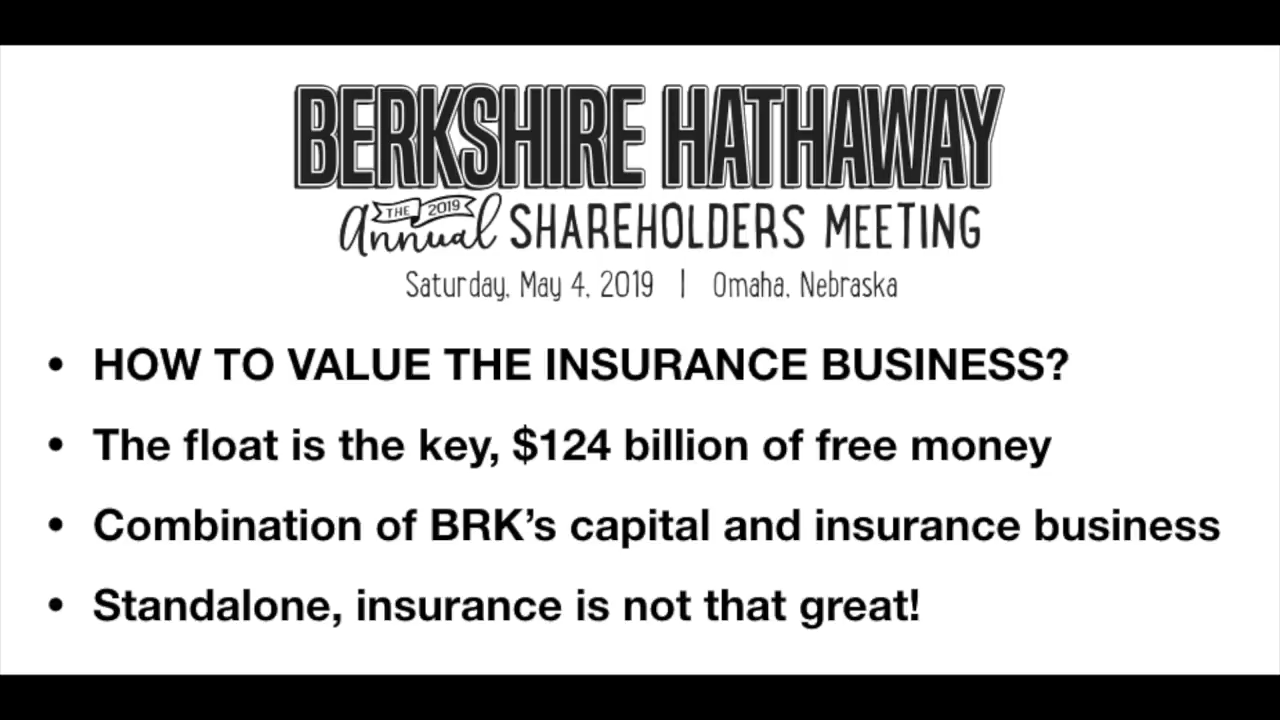 BERKSHIRE HATHAWAY
THE 2019
Annual SHAREHOLDERS MEETING
Saturday, May 4, 2019 | Omaha, Nebraska
• HOW TO VALUE THE INSURANCE BUSINESS?
• The float is the key, $124 billion of free money
• Combination of BRK’s capital and insurance business
• Standalone, insurance is not that great!